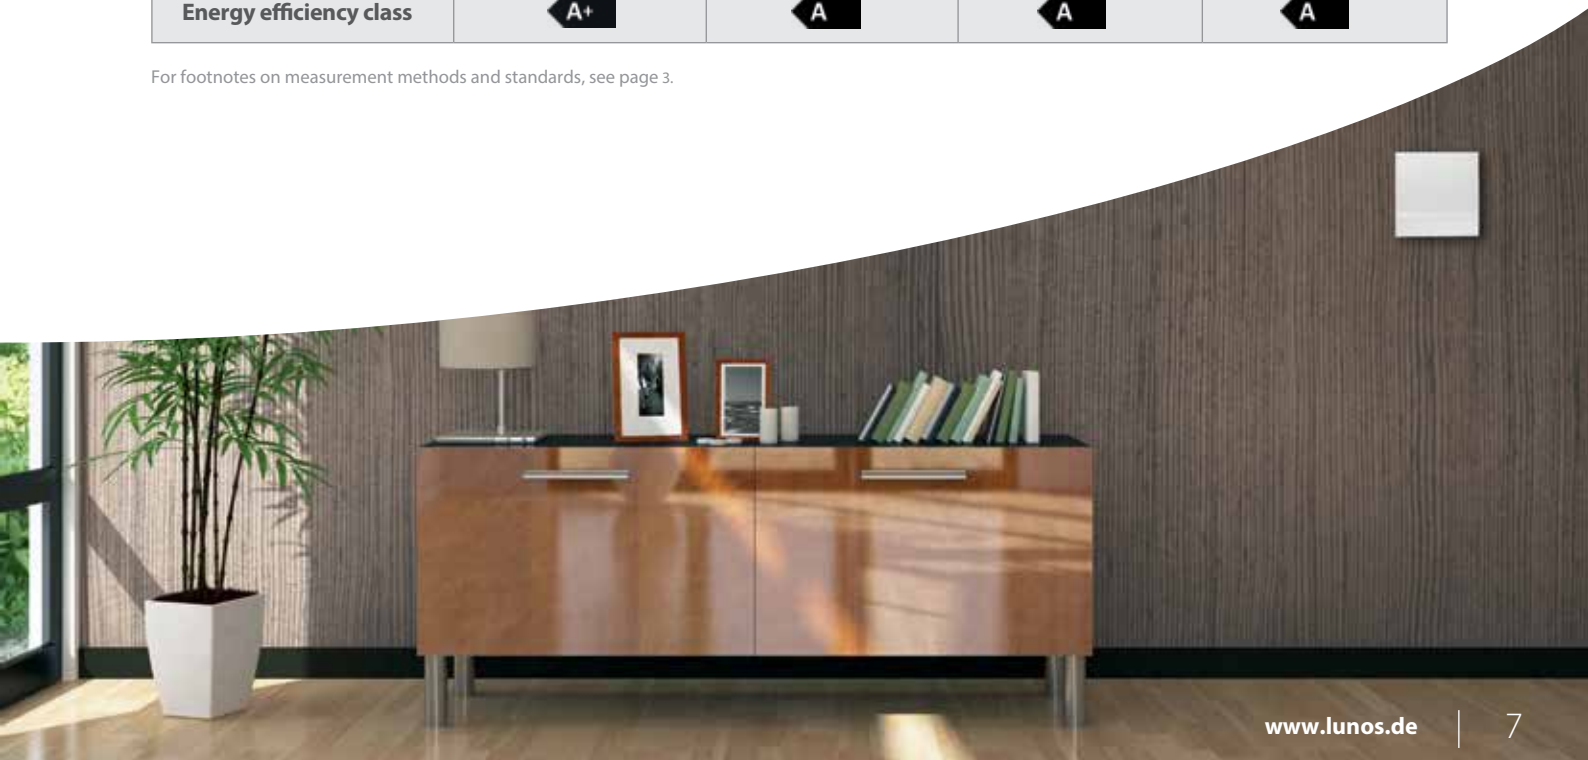 Energy efficiency class A+ A A A
For footnotes on measurement methods and standards, see page 3.
www.lunos.de 7